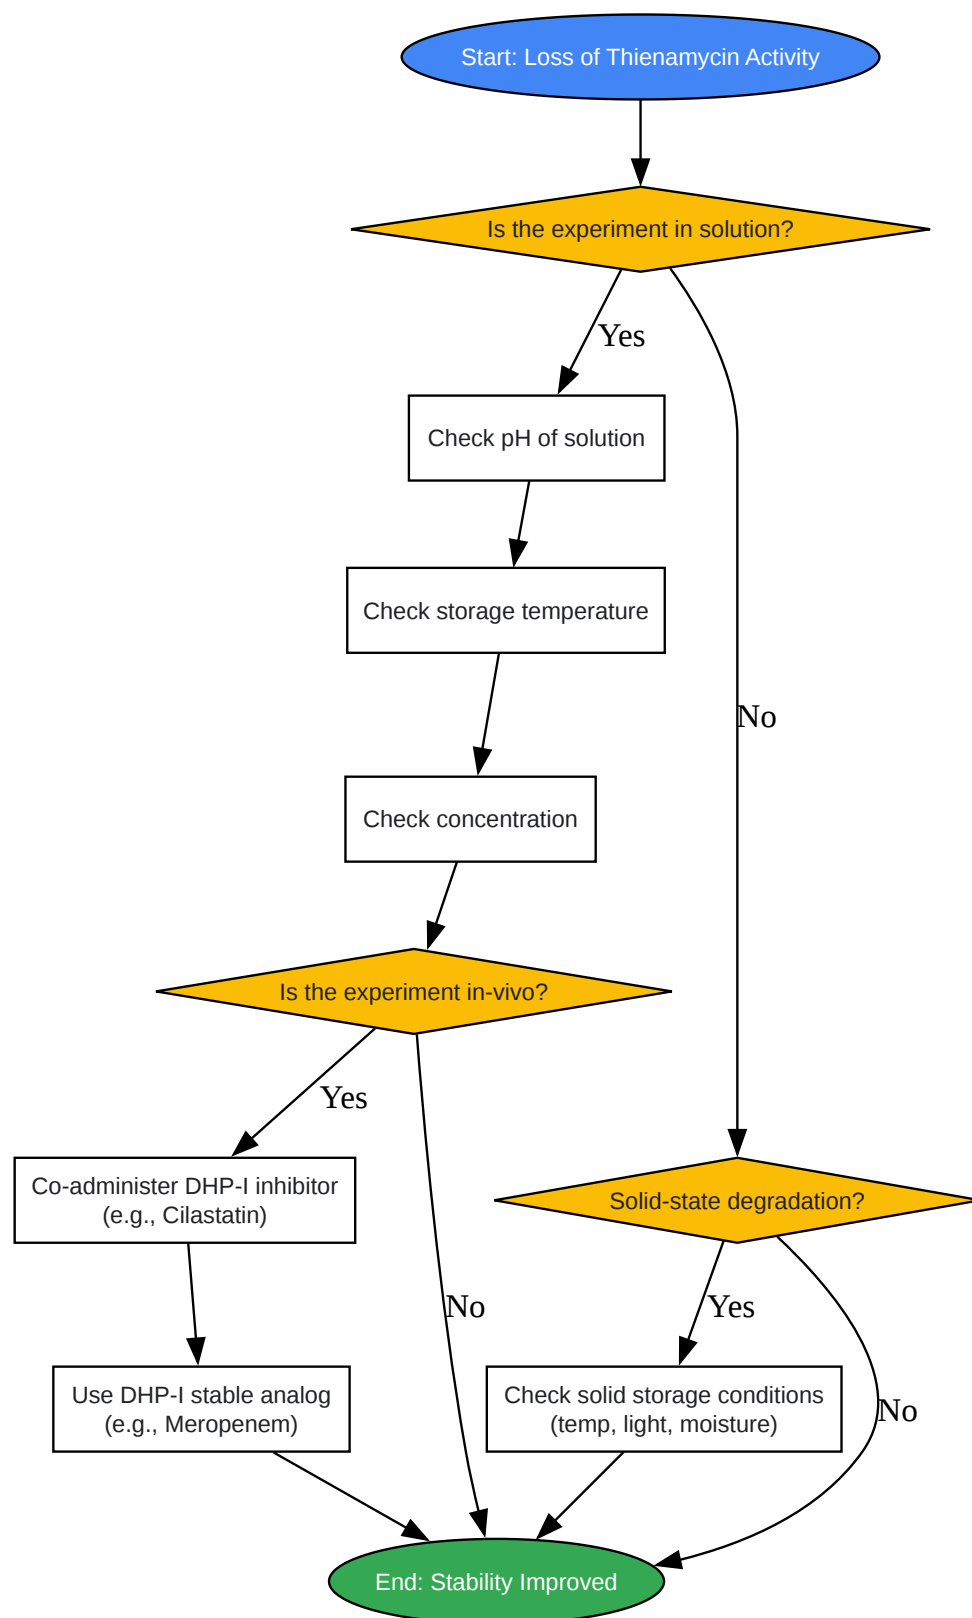 Start: Loss of Thienamycin Activity
Is the experiment in solution?
Yes
Check pH of solution
Check storage temperature
No
Check concentration
Is the experiment in-vivo?
Yes
Co-administer DHP-I inhibitor
(e.g., Cilastatin)
Solid-state degradation?
No
Yes
Use DHP-I stable analog
(e.g., Meropenem)
Check solid storage conditions
(temp, light, moisture)
No
End: Stability Improved